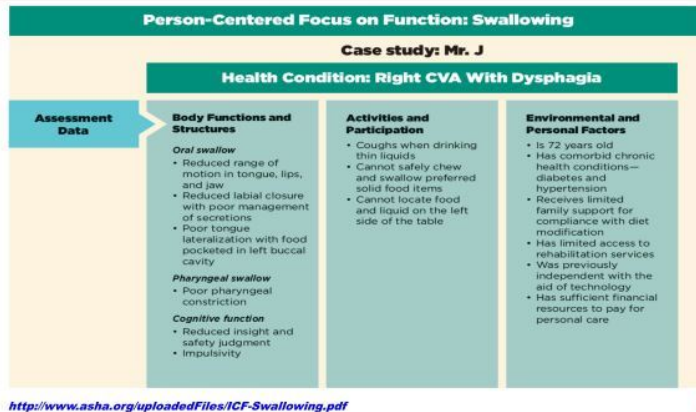 Person-Centered Focus on Function: Swallowing
Case study: Mr. J
Health Condition: Right CVA With Dysphagia
Assessment
Data
Body Functions and
Structures
Oral swallow
• Reduced range of
motion in tongue, lips,
and jaw
• Reduced labial closure
with poor management
of secretions
• Poor tongue
lateralization with food
pocketed in left buccal
cavity
Pharyngeal swallow
• Poor pharyngeal
constriction
Cognitive function
• Reduced insight and
safety judgment
• Impulsivity
Activities and
Participation
• Coughs when drinking
thin liquids
• Cannot safely chew
and swallow preferred
solid food items
• Cannot locate food
and liquid on the left
side of the table
Environmental and
Personal Factors
• Is 72 years old
• Has comorbid chronic
health conditions—
diabetes and
hypertension
• Receives limited
family support for
compliance with diet
modification
• Has limited access to
rehabilitation services
• Was previously
independent with the
aid of technology
• Has sufficient financial
resources to pay for
personal care
http://www.asha.org/uploadedFiles/ICF-Swallowing.pdf